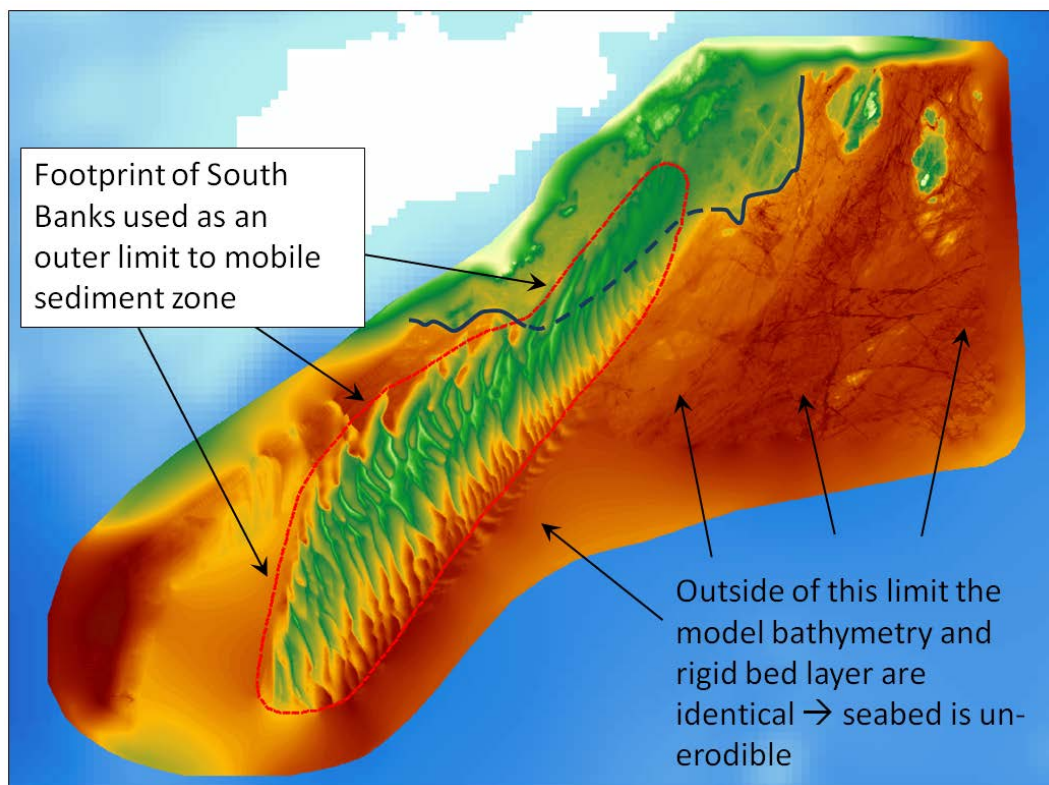 Footprint of South
Banks used as an
outer limit to mobile
sediment zone
Outside of this limit the
model bathymetry and
rigid bed layer are
identical → seabed is un-
erodible